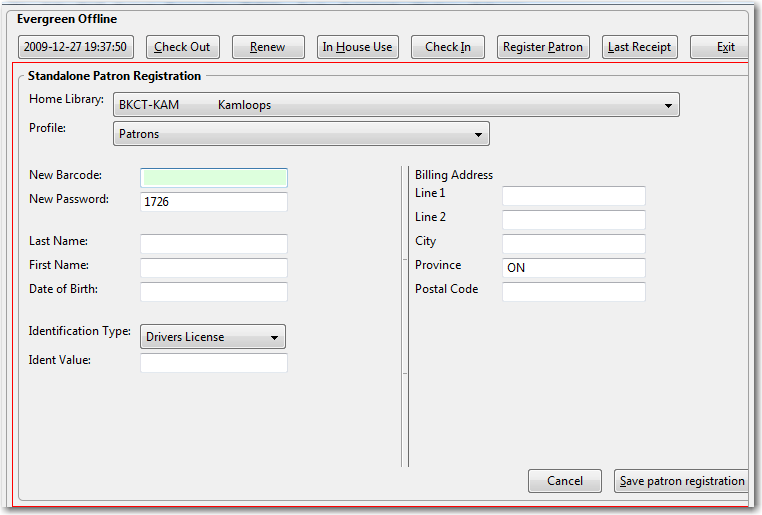 Evergreen Offline
2009-12-27 19:37:50 Check Out Renew In House Use Check In Register Patron Last Receipt Exit
Standalone Patron Registration
Home Library: BKCT-KAM Kamloops
Profile: Patrons
New Barcode:
New Password: 1726
Last Name:
First Name:
Date of Birth:
Identification Type: Drivers License
Ident Value:
Billing Address
Line 1
Line 2
City
Province ON
Postal Code
Cancel Save patron registration